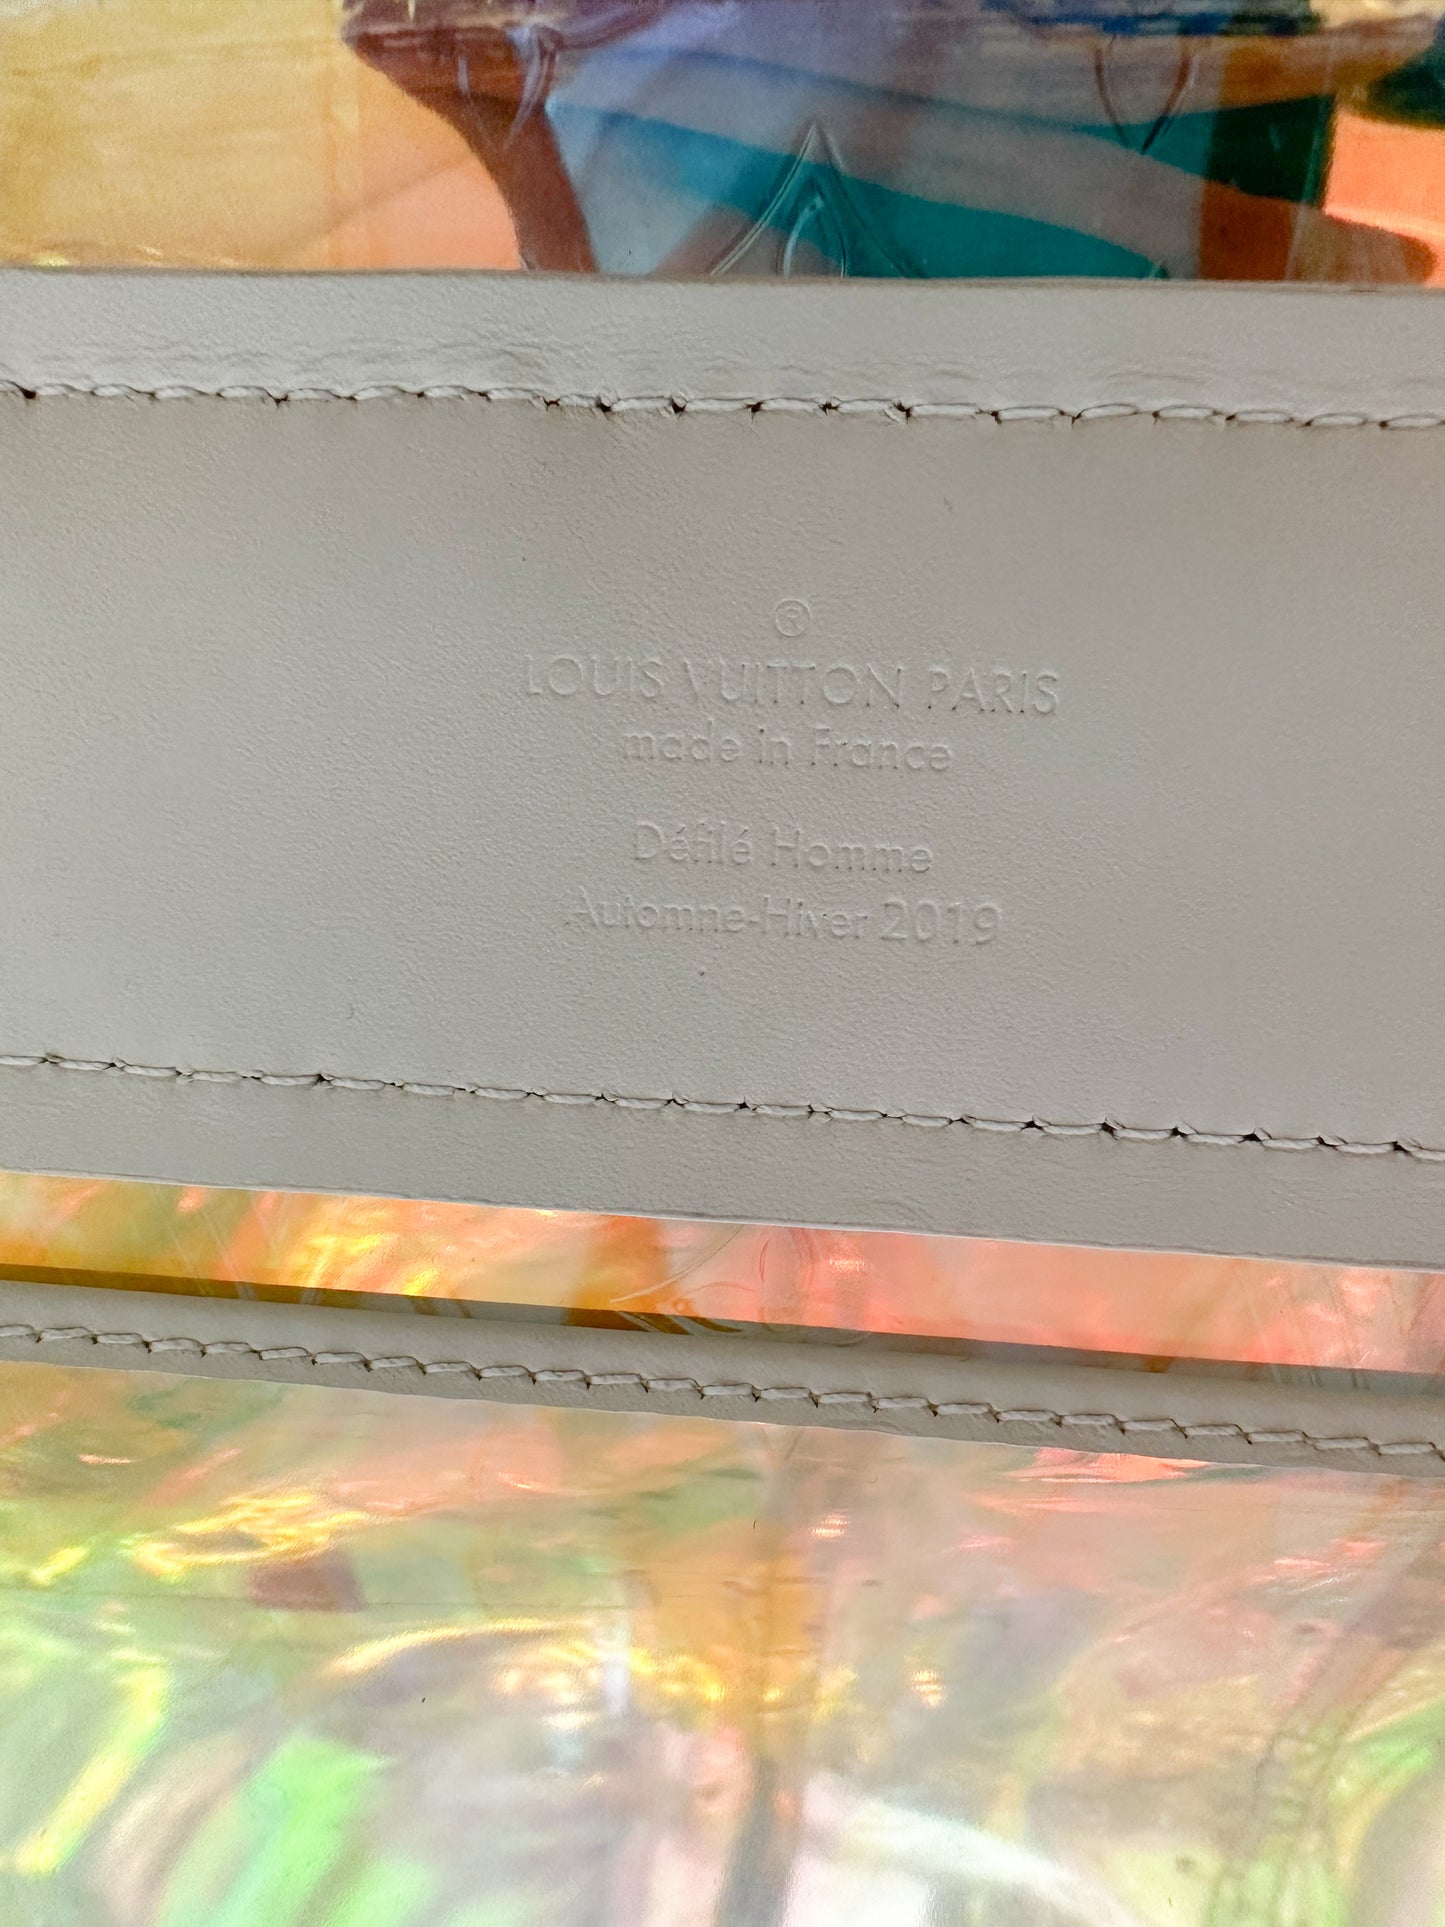 ®
LOUIS VUITTON PARIS
made in France
Défilé Homme
Automne-Hiver 2019